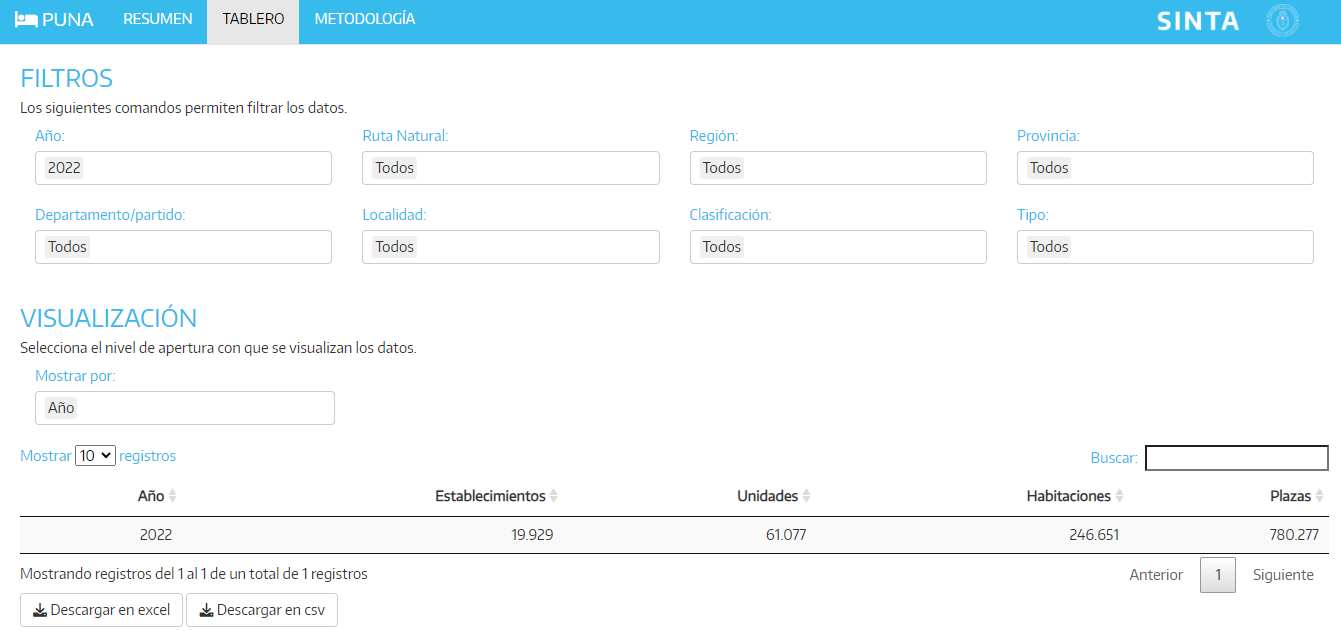 PUNA RESUMEN TABLERO METODOLOGÍA SINTA
FILTROS
Los siguientes comandos permiten filtrar los datos.
Año: Ruta Natural: Región: Provincia:
2022 Todos Todos Todos
Departamento/partido: Localidad: Clasificación: Tipo:
Todos Todos Todos Todos
VISUALIZACIÓN
Selecciona el nivel de apertura con que se visualizan los datos.
Mostrar por:
Año
Mostrar 10 registros Buscar:
Año Establecimientos Unidades Habitaciones Plazas
2022 19.929 61.077 246.651 780.277
Mostrando registros del 1 al 1 de un total de 1 registros Anterior 1 Siguiente
Descargar en excel Descargar en csv